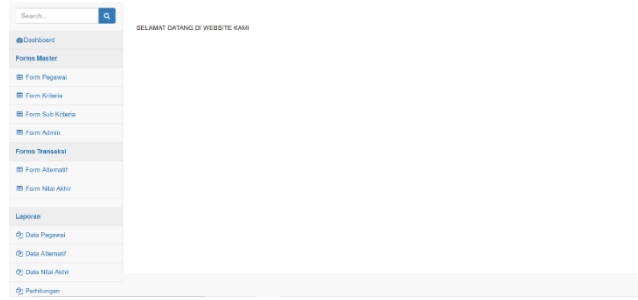 Search...
SELAMAT DATANG DI WEBSITE KAMI
Dashboard
Forms Master
Form Pegawai
Form Kriteria
Form Sub Kriteria
Form Admin
Forms Transaksi
Form Alternatif
Form Nilai Akhir
Laporan
Data Pegawai
Data Alternatif
Data Nilai Akhir
Perhitungan